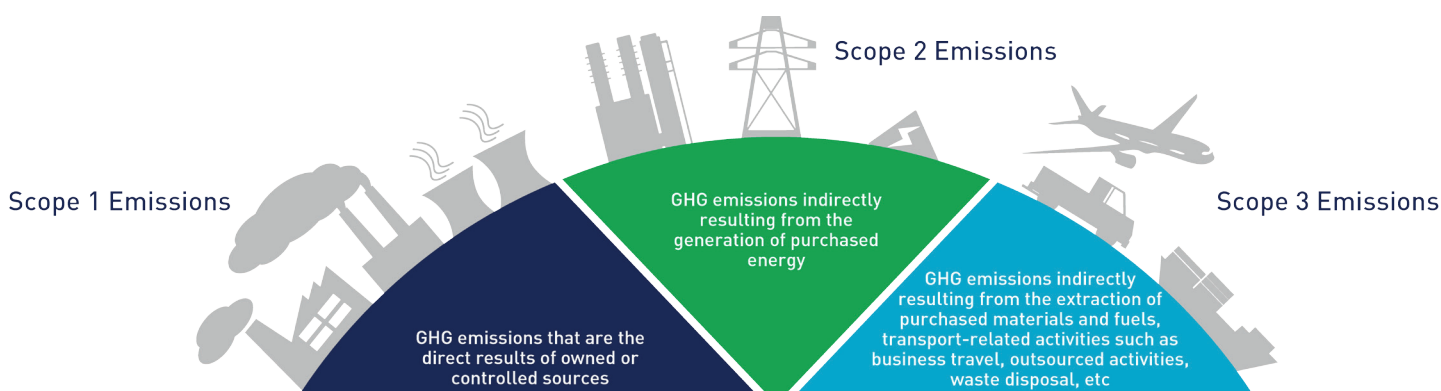 Scope 1 Emissions
GHG emissions that are the
direct results of owned or
controlled sources
Scope 2 Emissions
GHG emissions indirectly
resulting from the
generation of purchased
energy
Scope 3 Emissions
GHG emissions indirectly
resulting from the extraction of
purchased materials and fuels,
transport-related activities such as
business travel, outsourced activities,
waste disposal, etc